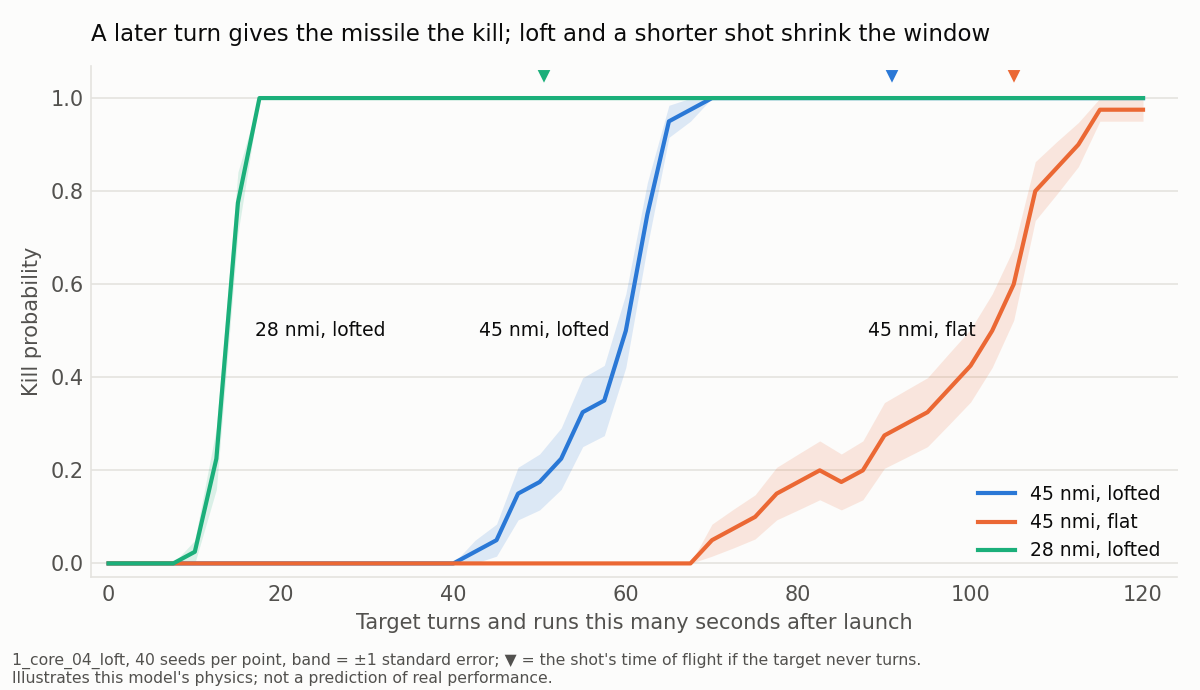 A later turn gives the missile the kill; loft and a shorter shot shrink the window
1.0
0.8
0.6
0.4
0.2
0.0
Kill probability
28 nmi, lofted
45 nmi, lofted
45 nmi, flat
45 nmi, lofted
45 nmi, flat
28 nmi, lofted
0 20 40 60 80 100 120
Target turns and runs this many seconds after launch
1_core_04_loft, 40 seeds per point, band = ±1 standard error; ▼ = the shot's time of flight if the target never turns.
Illustrates this model's physics; not a prediction of real performance.